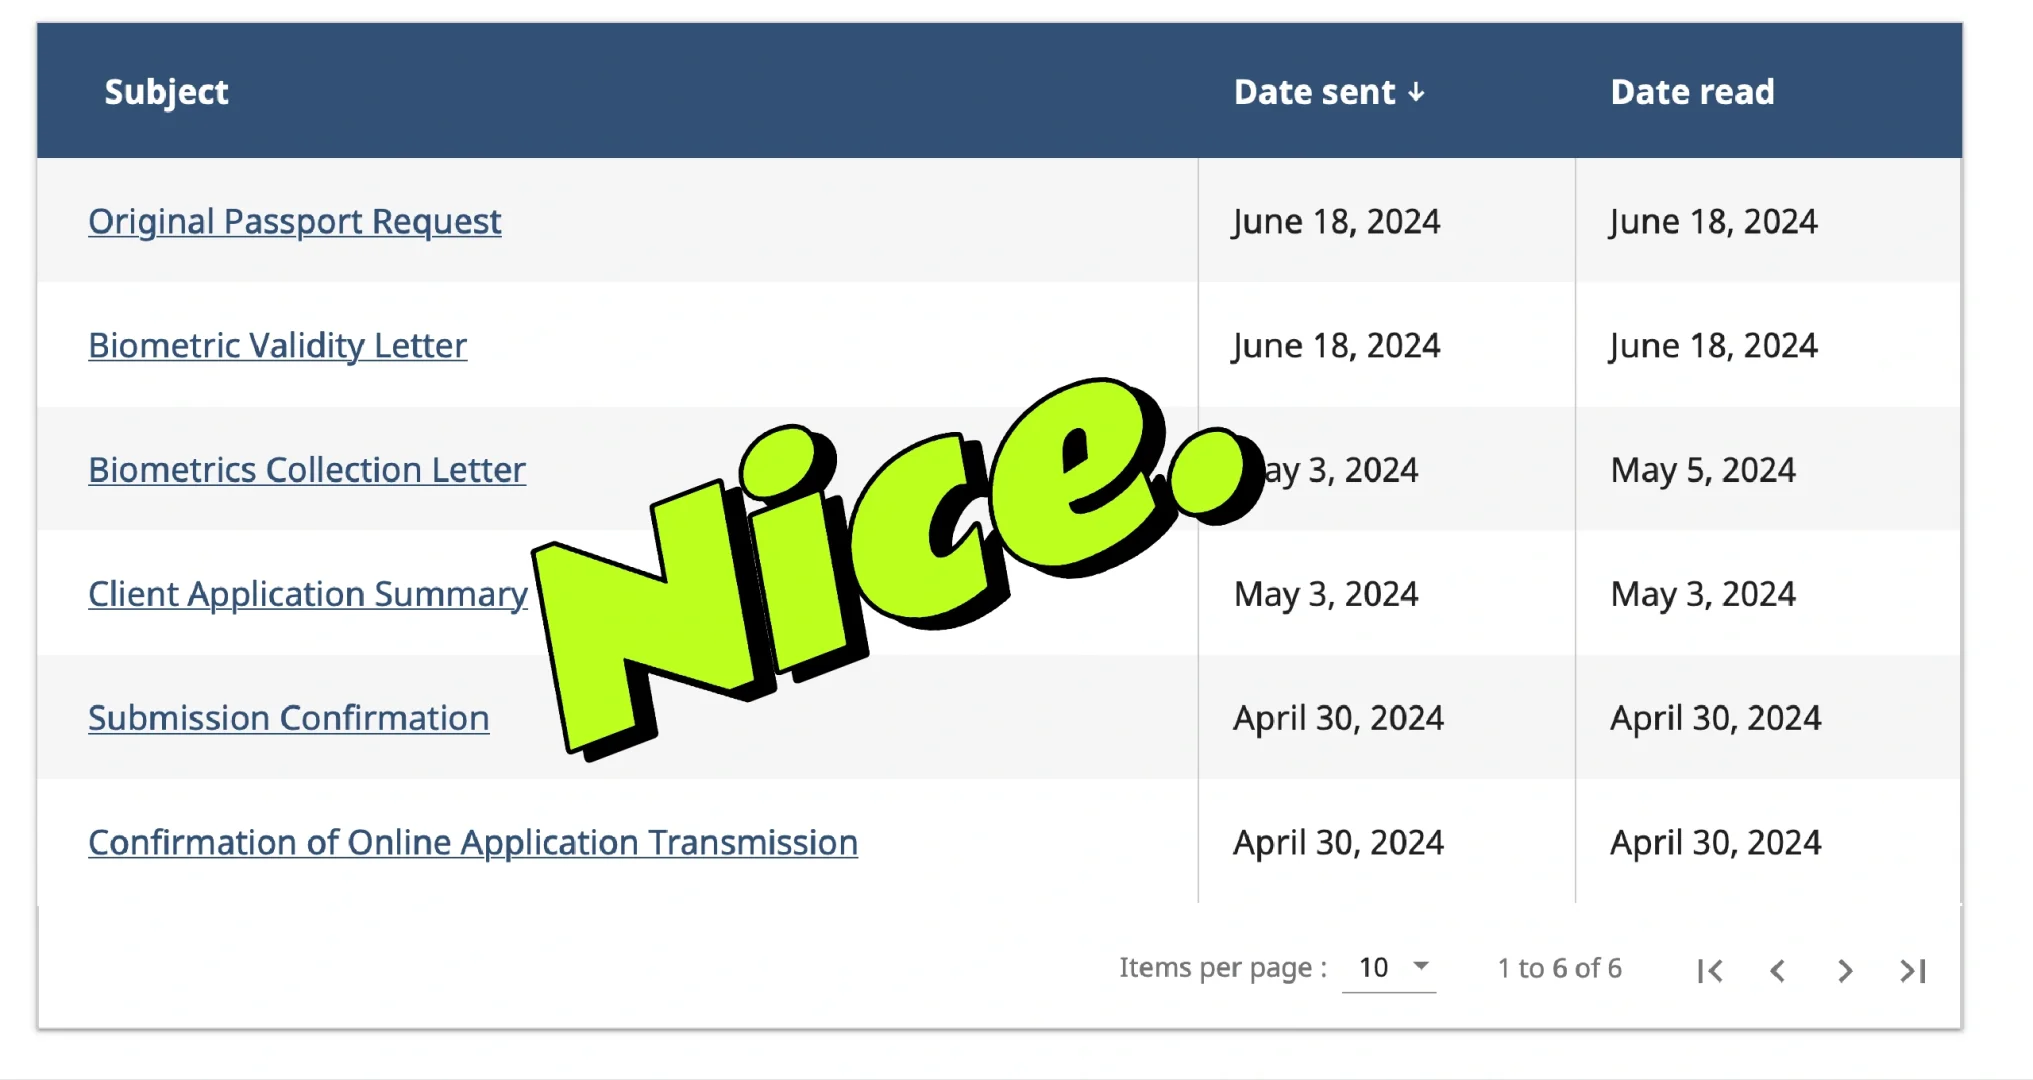 Subject Date sent ↓ Date read
Original Passport Request June 18, 2024 June 18, 2024
Biometric Validity Letter June 18, 2024 June 18, 2024
Biometrics Collection Letter ay 3, 2024 May 5, 2024
Client Application Summary May 3, 2024 May 3, 2024
Nice.
Submission Confirmation April 30, 2024 April 30, 2024
Confirmation of Online Application Transmission April 30, 2024 April 30, 2024
Items per page : 10 1 to 6 of 6